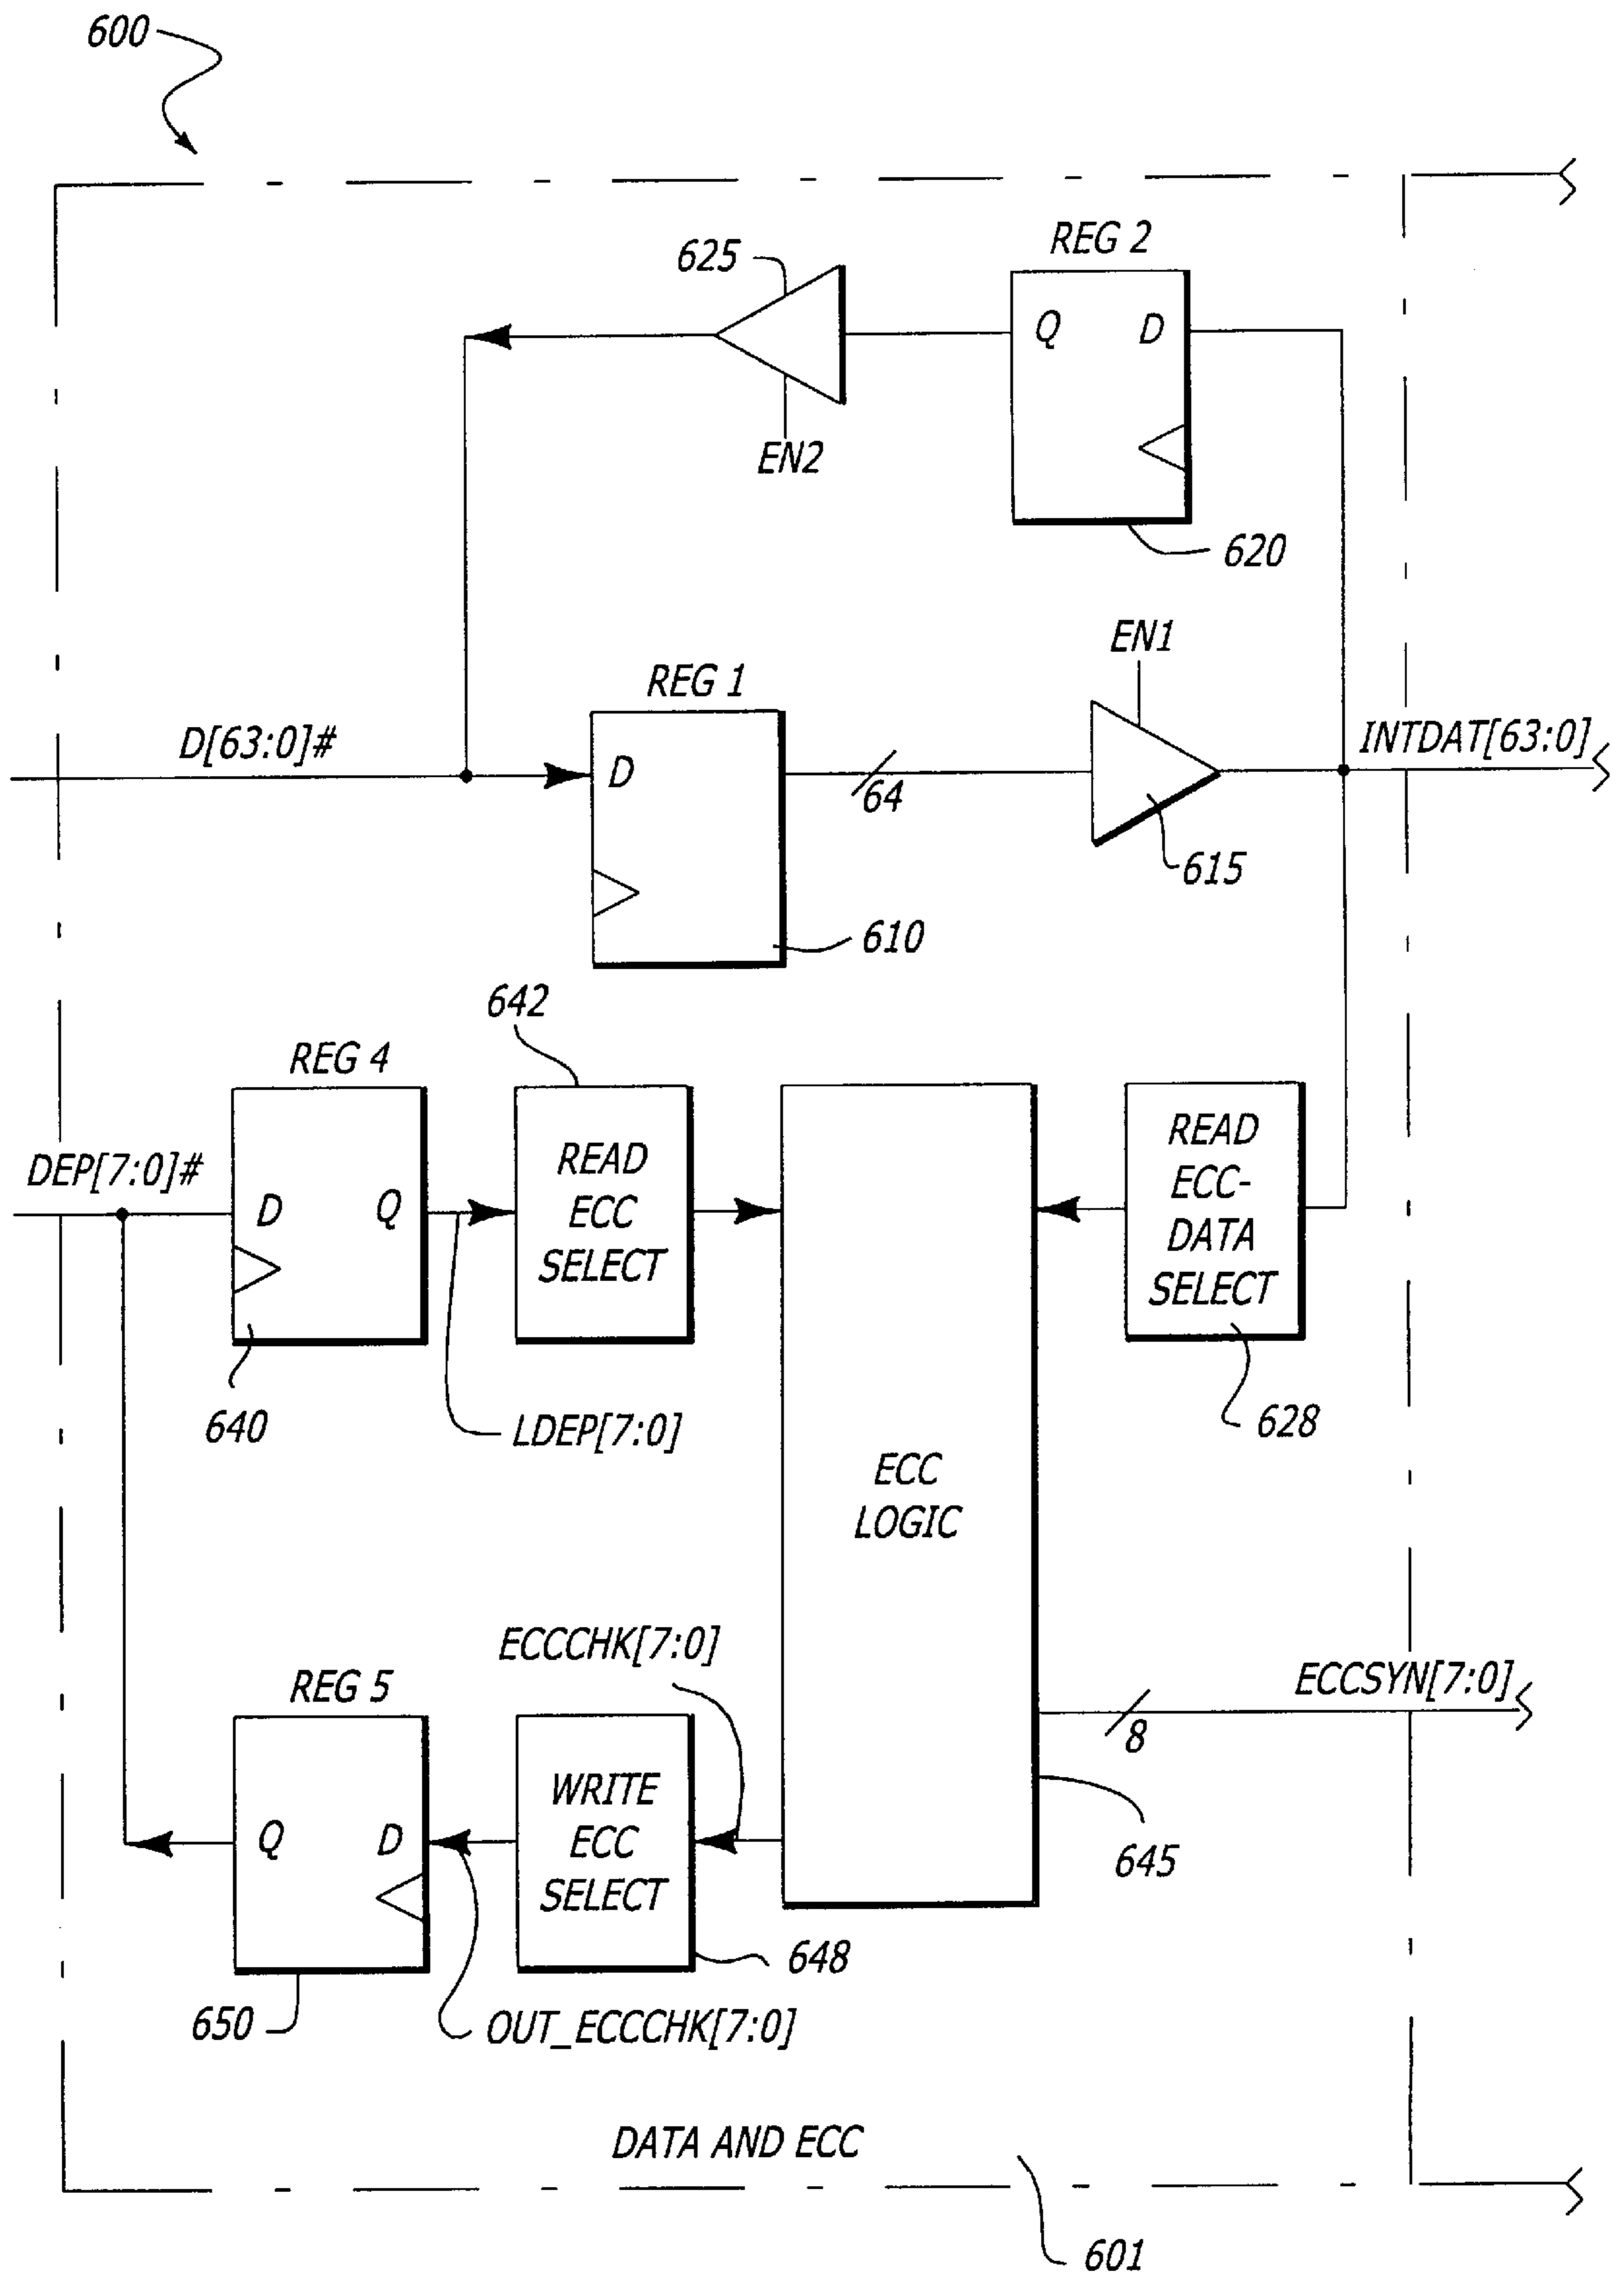 600
REG 2
625
Q D
EN2
620
EN1
REG 1
D[63:0]#
INTDAT[63:0]
D
64
615
610
642
REG 4
READ
ECC
SELECT
READ
ECC-
DATA
SELECT
DEP[7:0]#
D Q
640
LDEP[7:0]
628
ECC
LOGIC
ECCCHK[7:0]
ECCSYN[7:0]
REG 5
8
WRITE
ECC
SELECT
Q D
645
648
650
OUT_ECCCHK[7:0]
DATA AND ECC
601